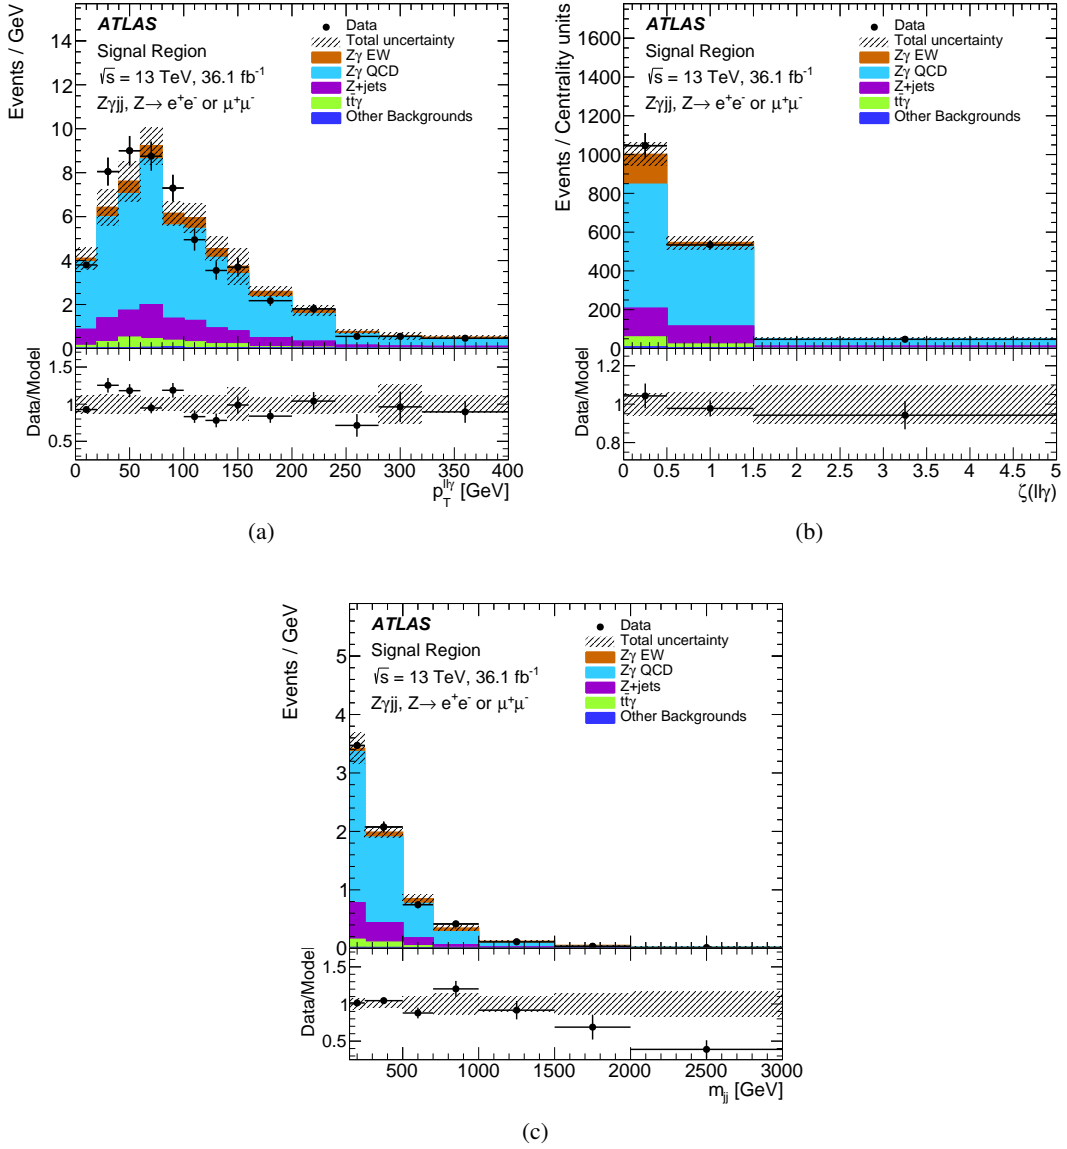 ATLAS
Signal Region
√s = 13 TeV, 36.1 fb⁻¹
Zγjj, Z→ e⁺e⁻ or μ⁺μ⁻
Data
Total uncertainty
Zγ EW
Zγ QCD
Z+jets
tt̄γ
Other Backgrounds
Events / GeV
14
12
10
8
6
4
2
0
Data/Model
1.5
1
0.5
0 50 100 150 200 250 300 350 400
p_T^{llγ} [GeV]
(a)
ATLAS
Signal Region
√s = 13 TeV, 36.1 fb⁻¹
Zγjj, Z→ e⁺e⁻ or μ⁺μ⁻
Data
Total uncertainty
Zγ EW
Zγ QCD
Z+jets
tt̄γ
Other Backgrounds
Events / Centrality units
1600
1400
1200
1000
800
600
400
200
0
Data/Model
1.2
1
0.8
0 0.5 1 1.5 2 2.5 3 3.5 4 4.5 5
ζ(llγ)
(b)
ATLAS
Signal Region
√s = 13 TeV, 36.1 fb⁻¹
Zγjj, Z→ e⁺e⁻ or μ⁺μ⁻
Data
Total uncertainty
Zγ EW
Zγ QCD
Z+jets
tt̄γ
Other Backgrounds
Events / GeV
5
4
3
2
1
0
Data/Model
1.5
1
0.5
500 1000 1500 2000 2500 3000
m_jj [GeV]
(c)